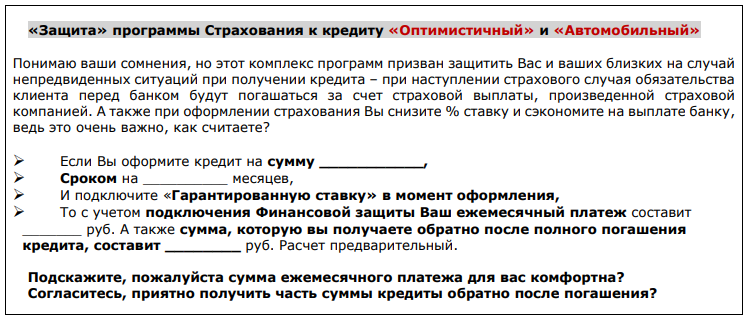 «Защита» программы Страхования к кредиту «Оптимистичный» и «Автомобильный»
Понимаю ваши сомнения, но этот комплекс программ призван защитить Вас и ваших близких на случай
непредвиденных ситуаций при получении кредита – при наступлении страхового случая обязательства
клиента перед банком будут погашаться за счет страховой выплаты, произведенной страховой
компанией. А также при оформлении страхования Вы снизите % ставку и сэкономите на выплате банку,
ведь это очень важно, как считаете?
➢ Если Вы оформите кредит на сумму _____________,
➢ Сроком на ___________ месяцев,
➢ И подключите «Гарантированную ставку» в момент оформления,
➢ То с учетом подключения Финансовой защиты Ваш ежемесячный платеж составит
________ руб. А также сумма, которую вы получаете обратно после полного погашения
кредита, составит _________ руб. Расчет предварительный.
Подскажите, пожалуйста сумма ежемесячного платежа для вас комфортна?
Согласитесь, приятно получить часть суммы кредиты обратно после погашения?